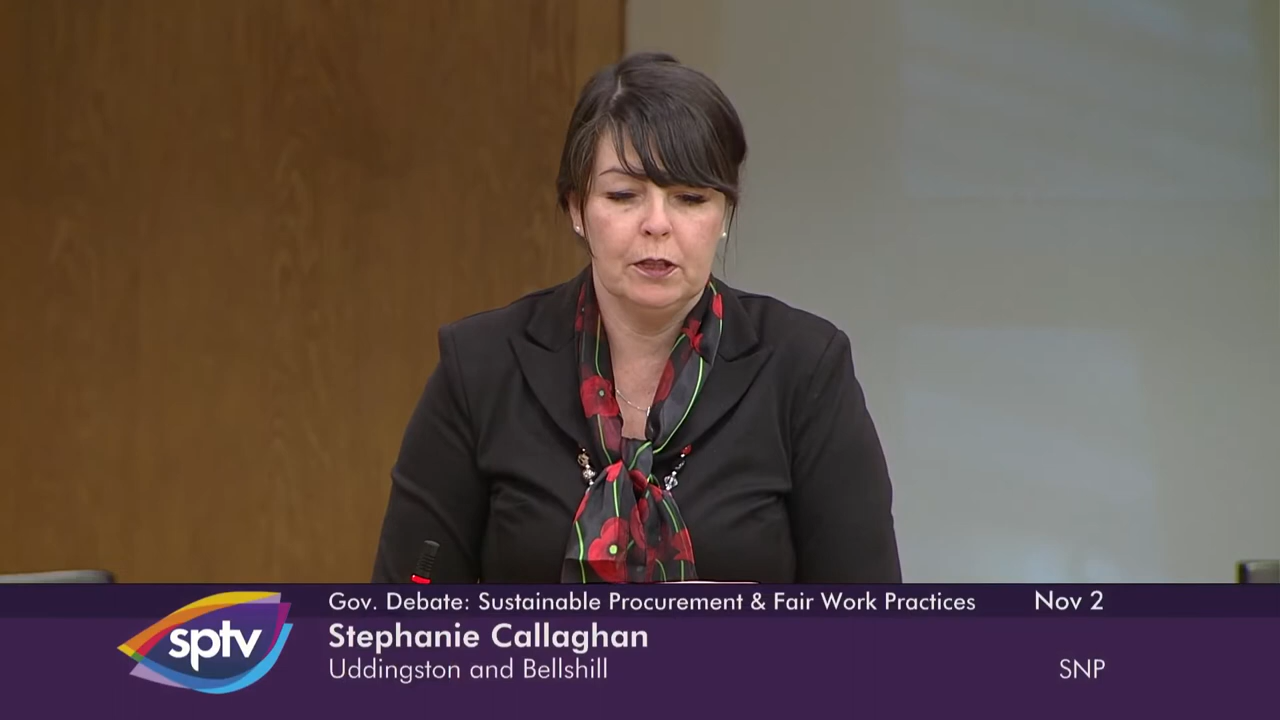 Gov. Debate: Sustainable Procurement & Fair Work Practices Nov 2
sptv
Stephanie Callaghan
Uddingston and Bellshill SNP